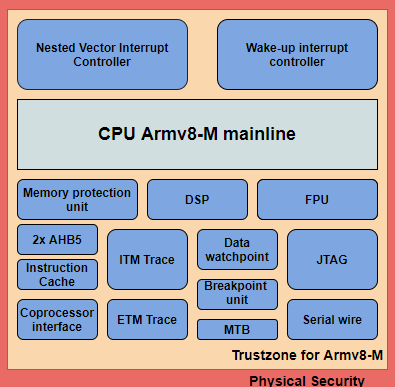 Nested Vector Interrupt
Controller
Wake-up interrupt
controller
CPU Armv8-M mainline
Memory protection
unit
DSP
FPU
2x AHB5
Instruction
Cache
ITM Trace
Data
watchpoint
JTAG
Breakpoint
unit
Coprocessor
interface
ETM Trace
MTB
Serial wire
Trustzone for Armv8-M
Physical Security